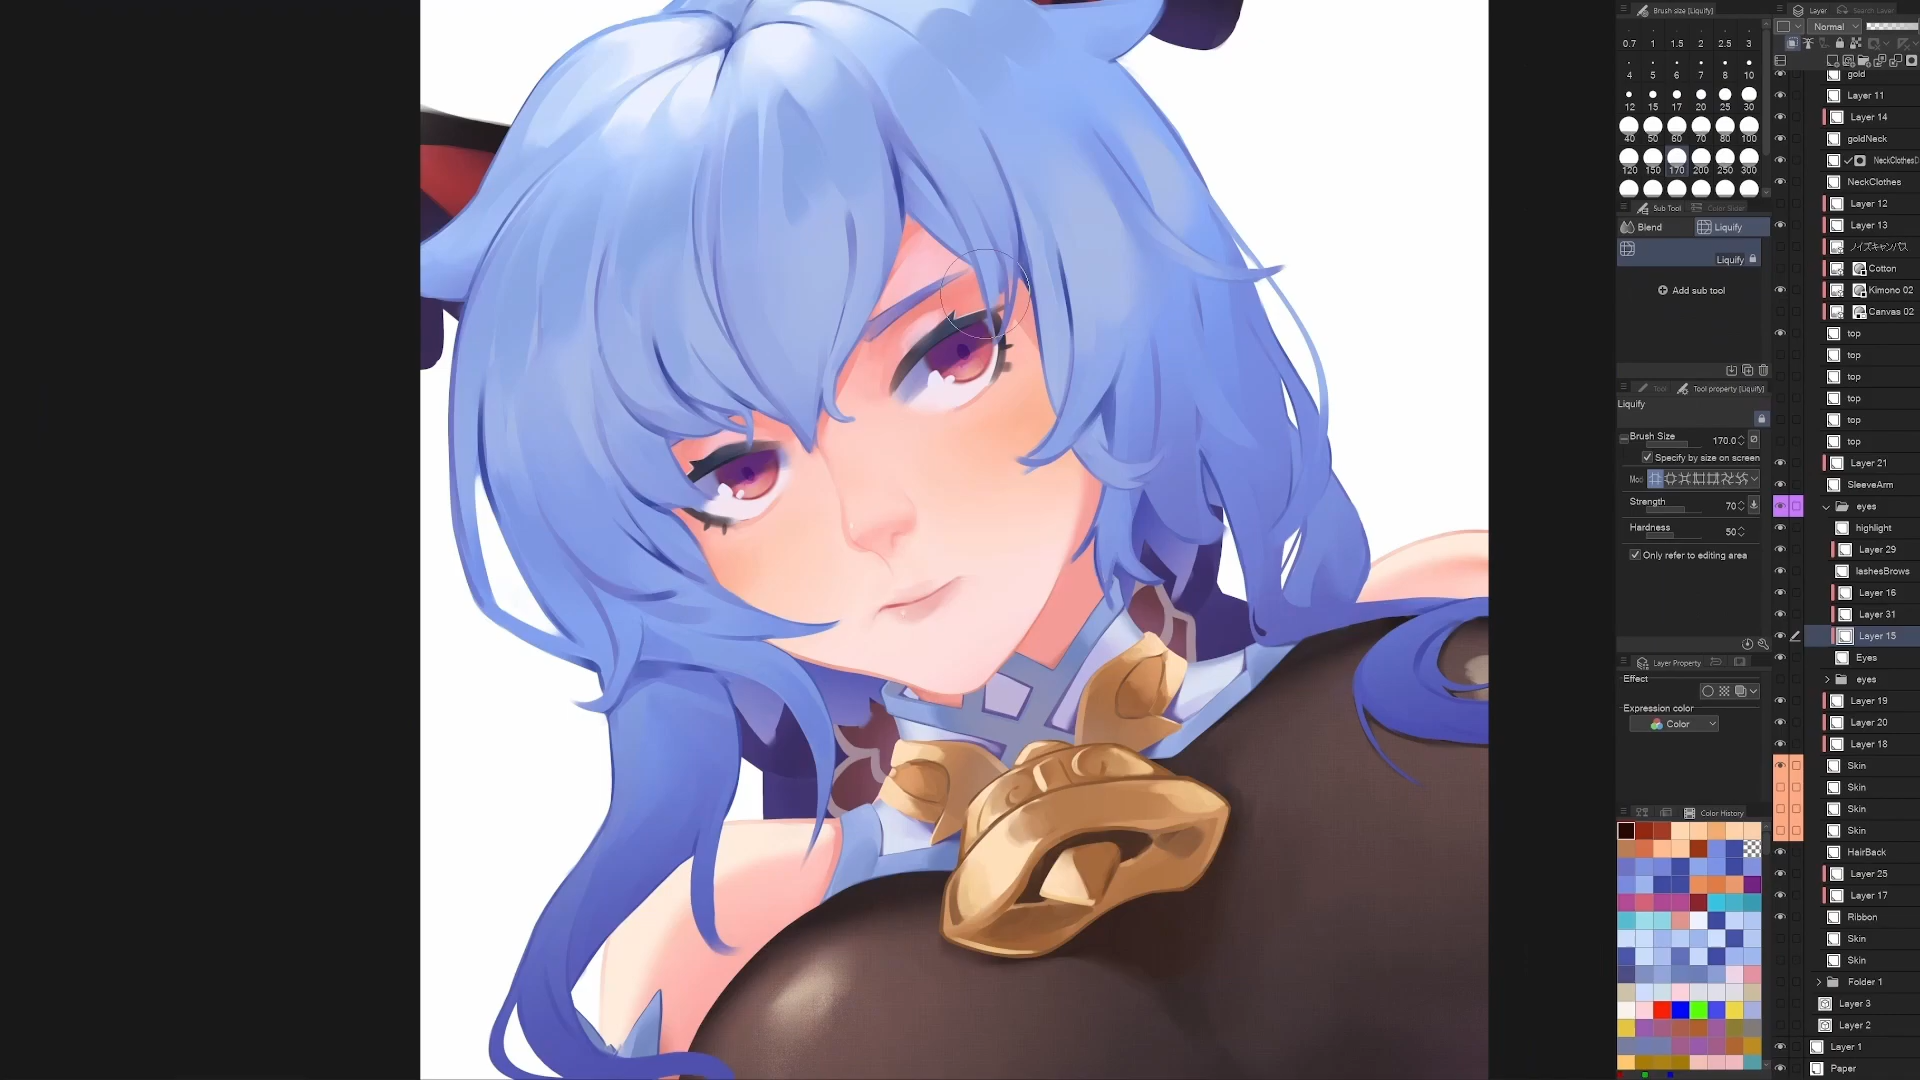 Brush size [Liquify]
0.7 1 1.5 2 2.5 3
4 5 6 7 8 10
12 15 17 20 25 30
40 50 60 70 80 100
120 150 170 200 250 300
Sub Tool Color Slider
Blend Liquify
Liquify
Add sub tool
Tool Tool property [Liquify]
Liquify
Brush Size 170.0
Specify by size on screen
Strength 70
Hardness 50
Only refer to editing area
Layer Property
Effect
Expression color
Color
Color History
Layer Search Layer
Normal
gold
Layer 11
Layer 14
goldNeck
NeckClothes
Layer 12
Layer 13
ノイズキャンバス
Cotton
Kimono 02
Canvas 02
top
top
top
top
top
top
Layer 21
SleeveArm
eyes
highlight
Layer 29
lashesBrows
Layer 16
Layer 31
Layer 15
Eyes
eyes
Layer 19
Layer 20
Layer 18
Skin
Skin
Skin
Skin
HairBack
Layer 25
Layer 17
Ribbon
Skin
Skin
Folder 1
Layer 3
Layer 2
Layer 1
Paper